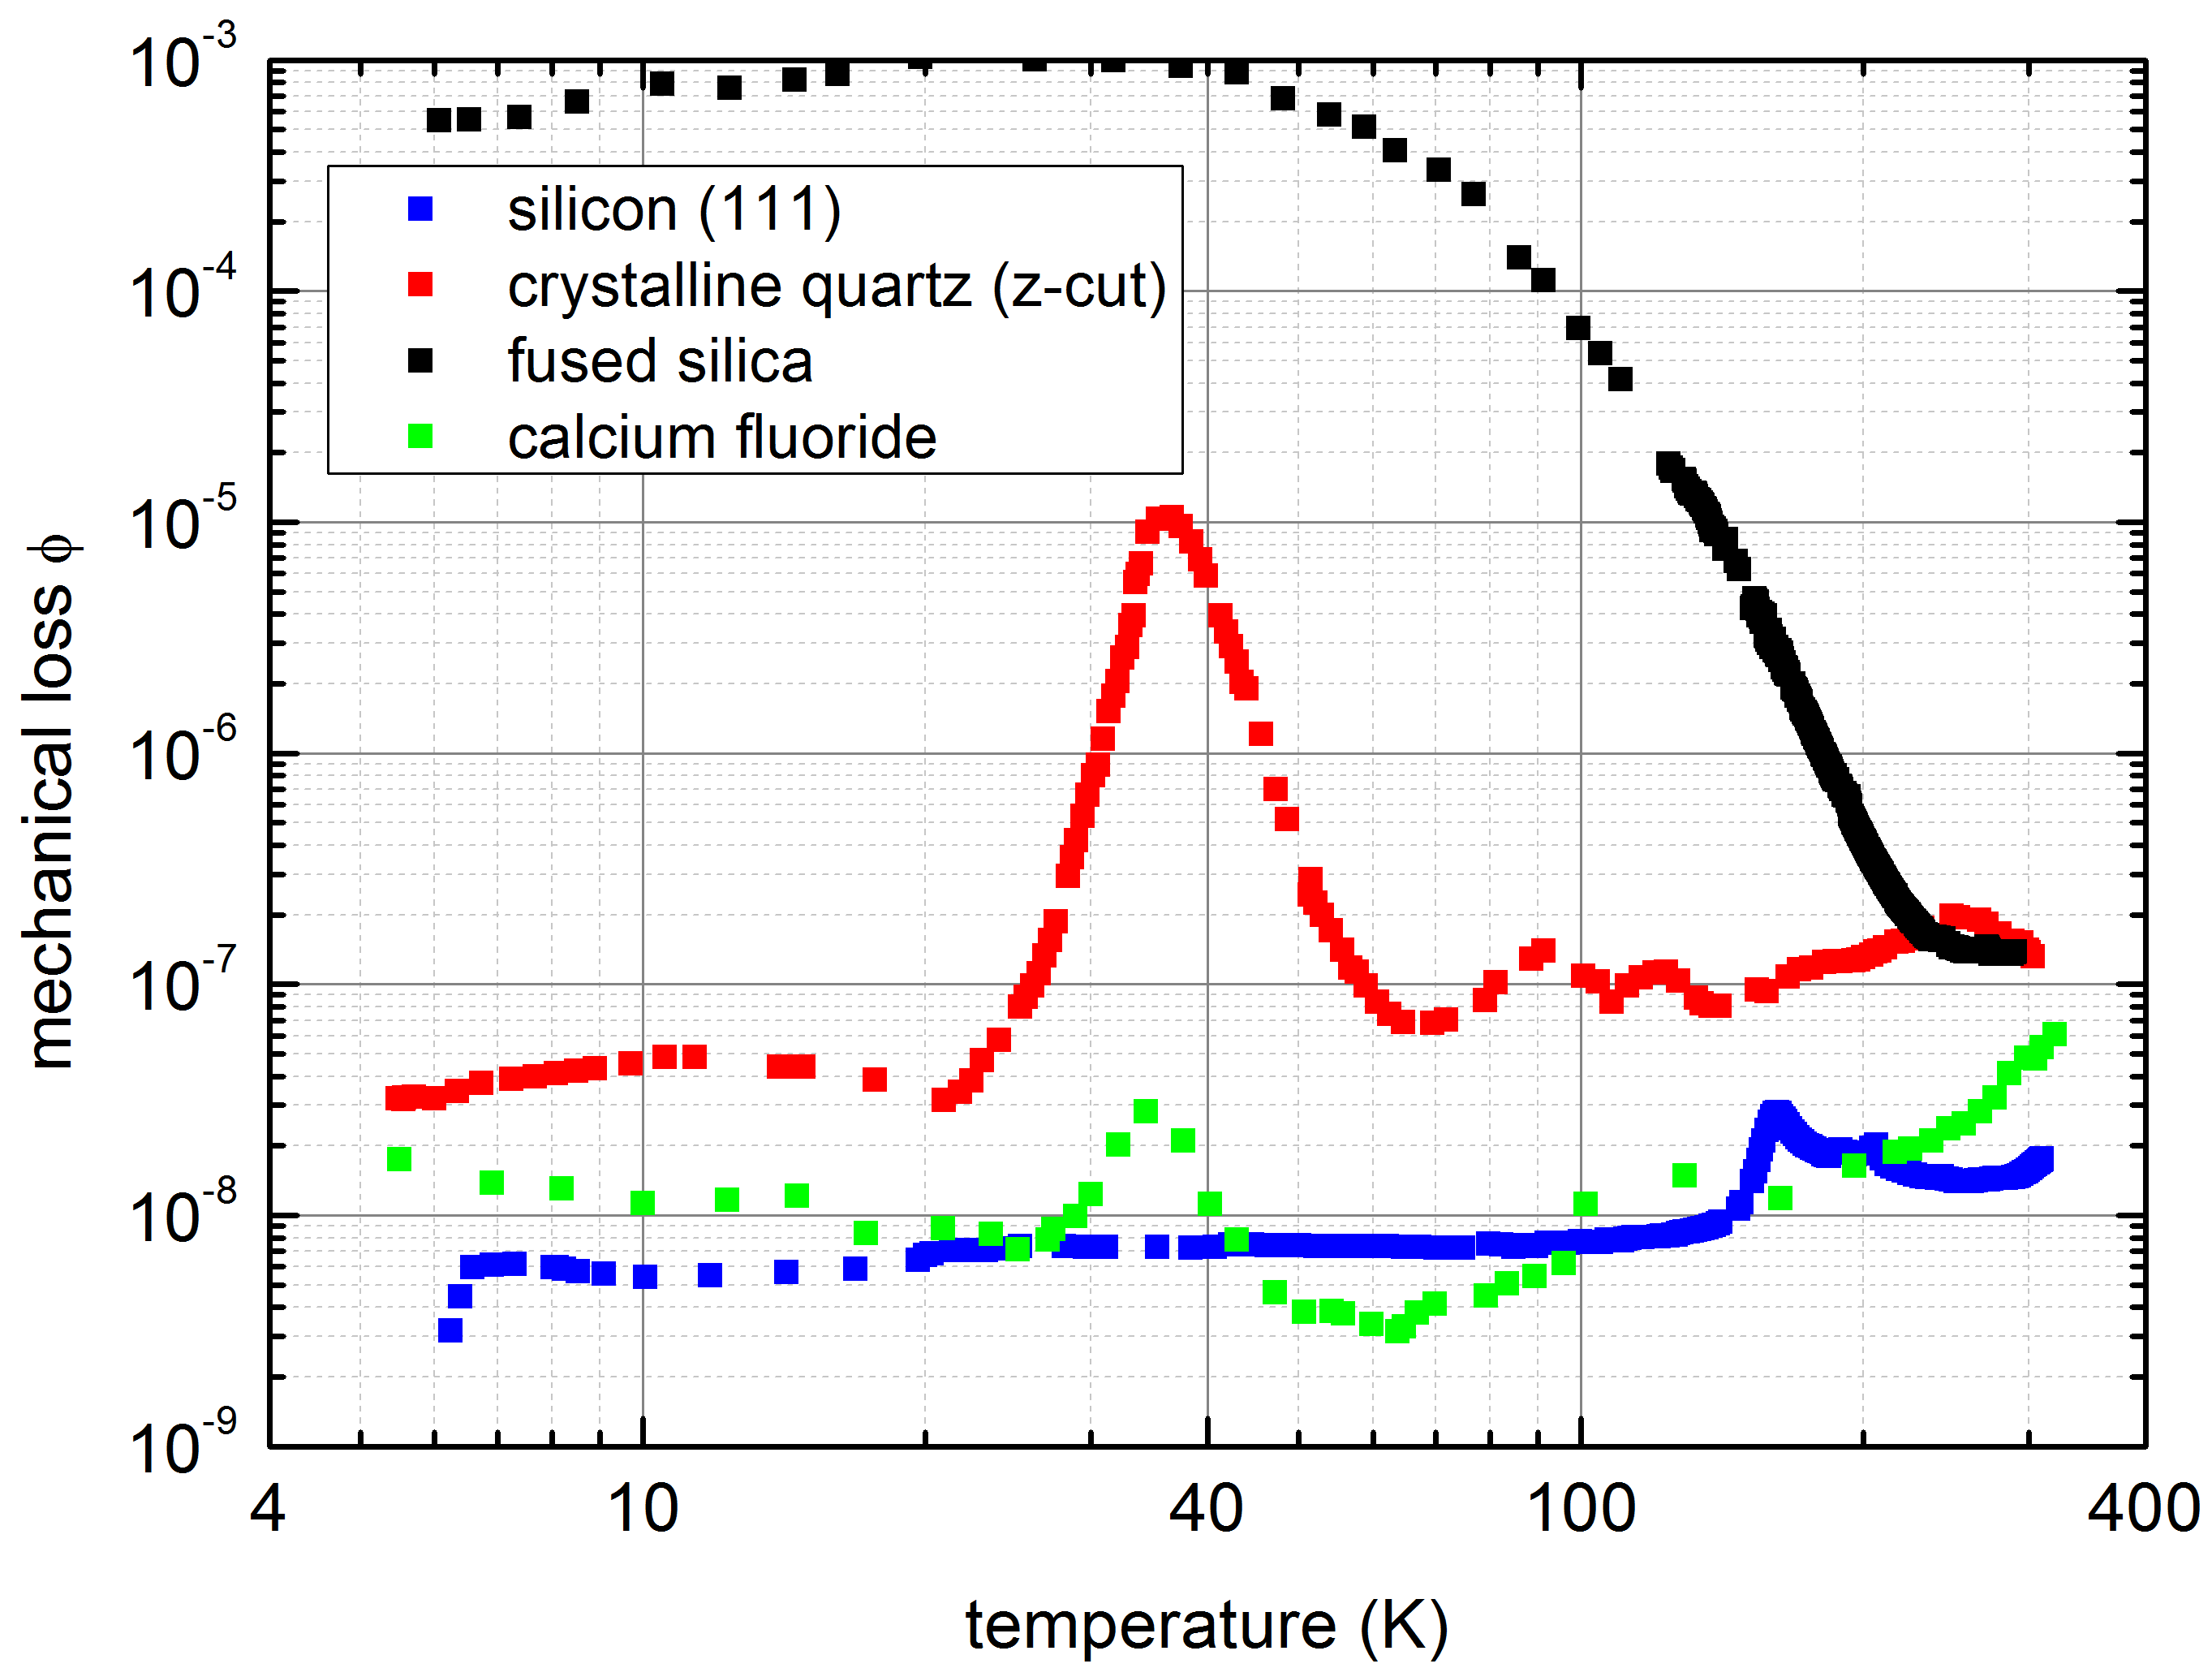 10-3
10-4
10-5
10-6
10-7
10-8
10-9
mechanical loss ϕ
silicon (111)
crystalline quartz (z-cut)
fused silica
calcium fluoride
4 10 40 100 400
temperature (K)